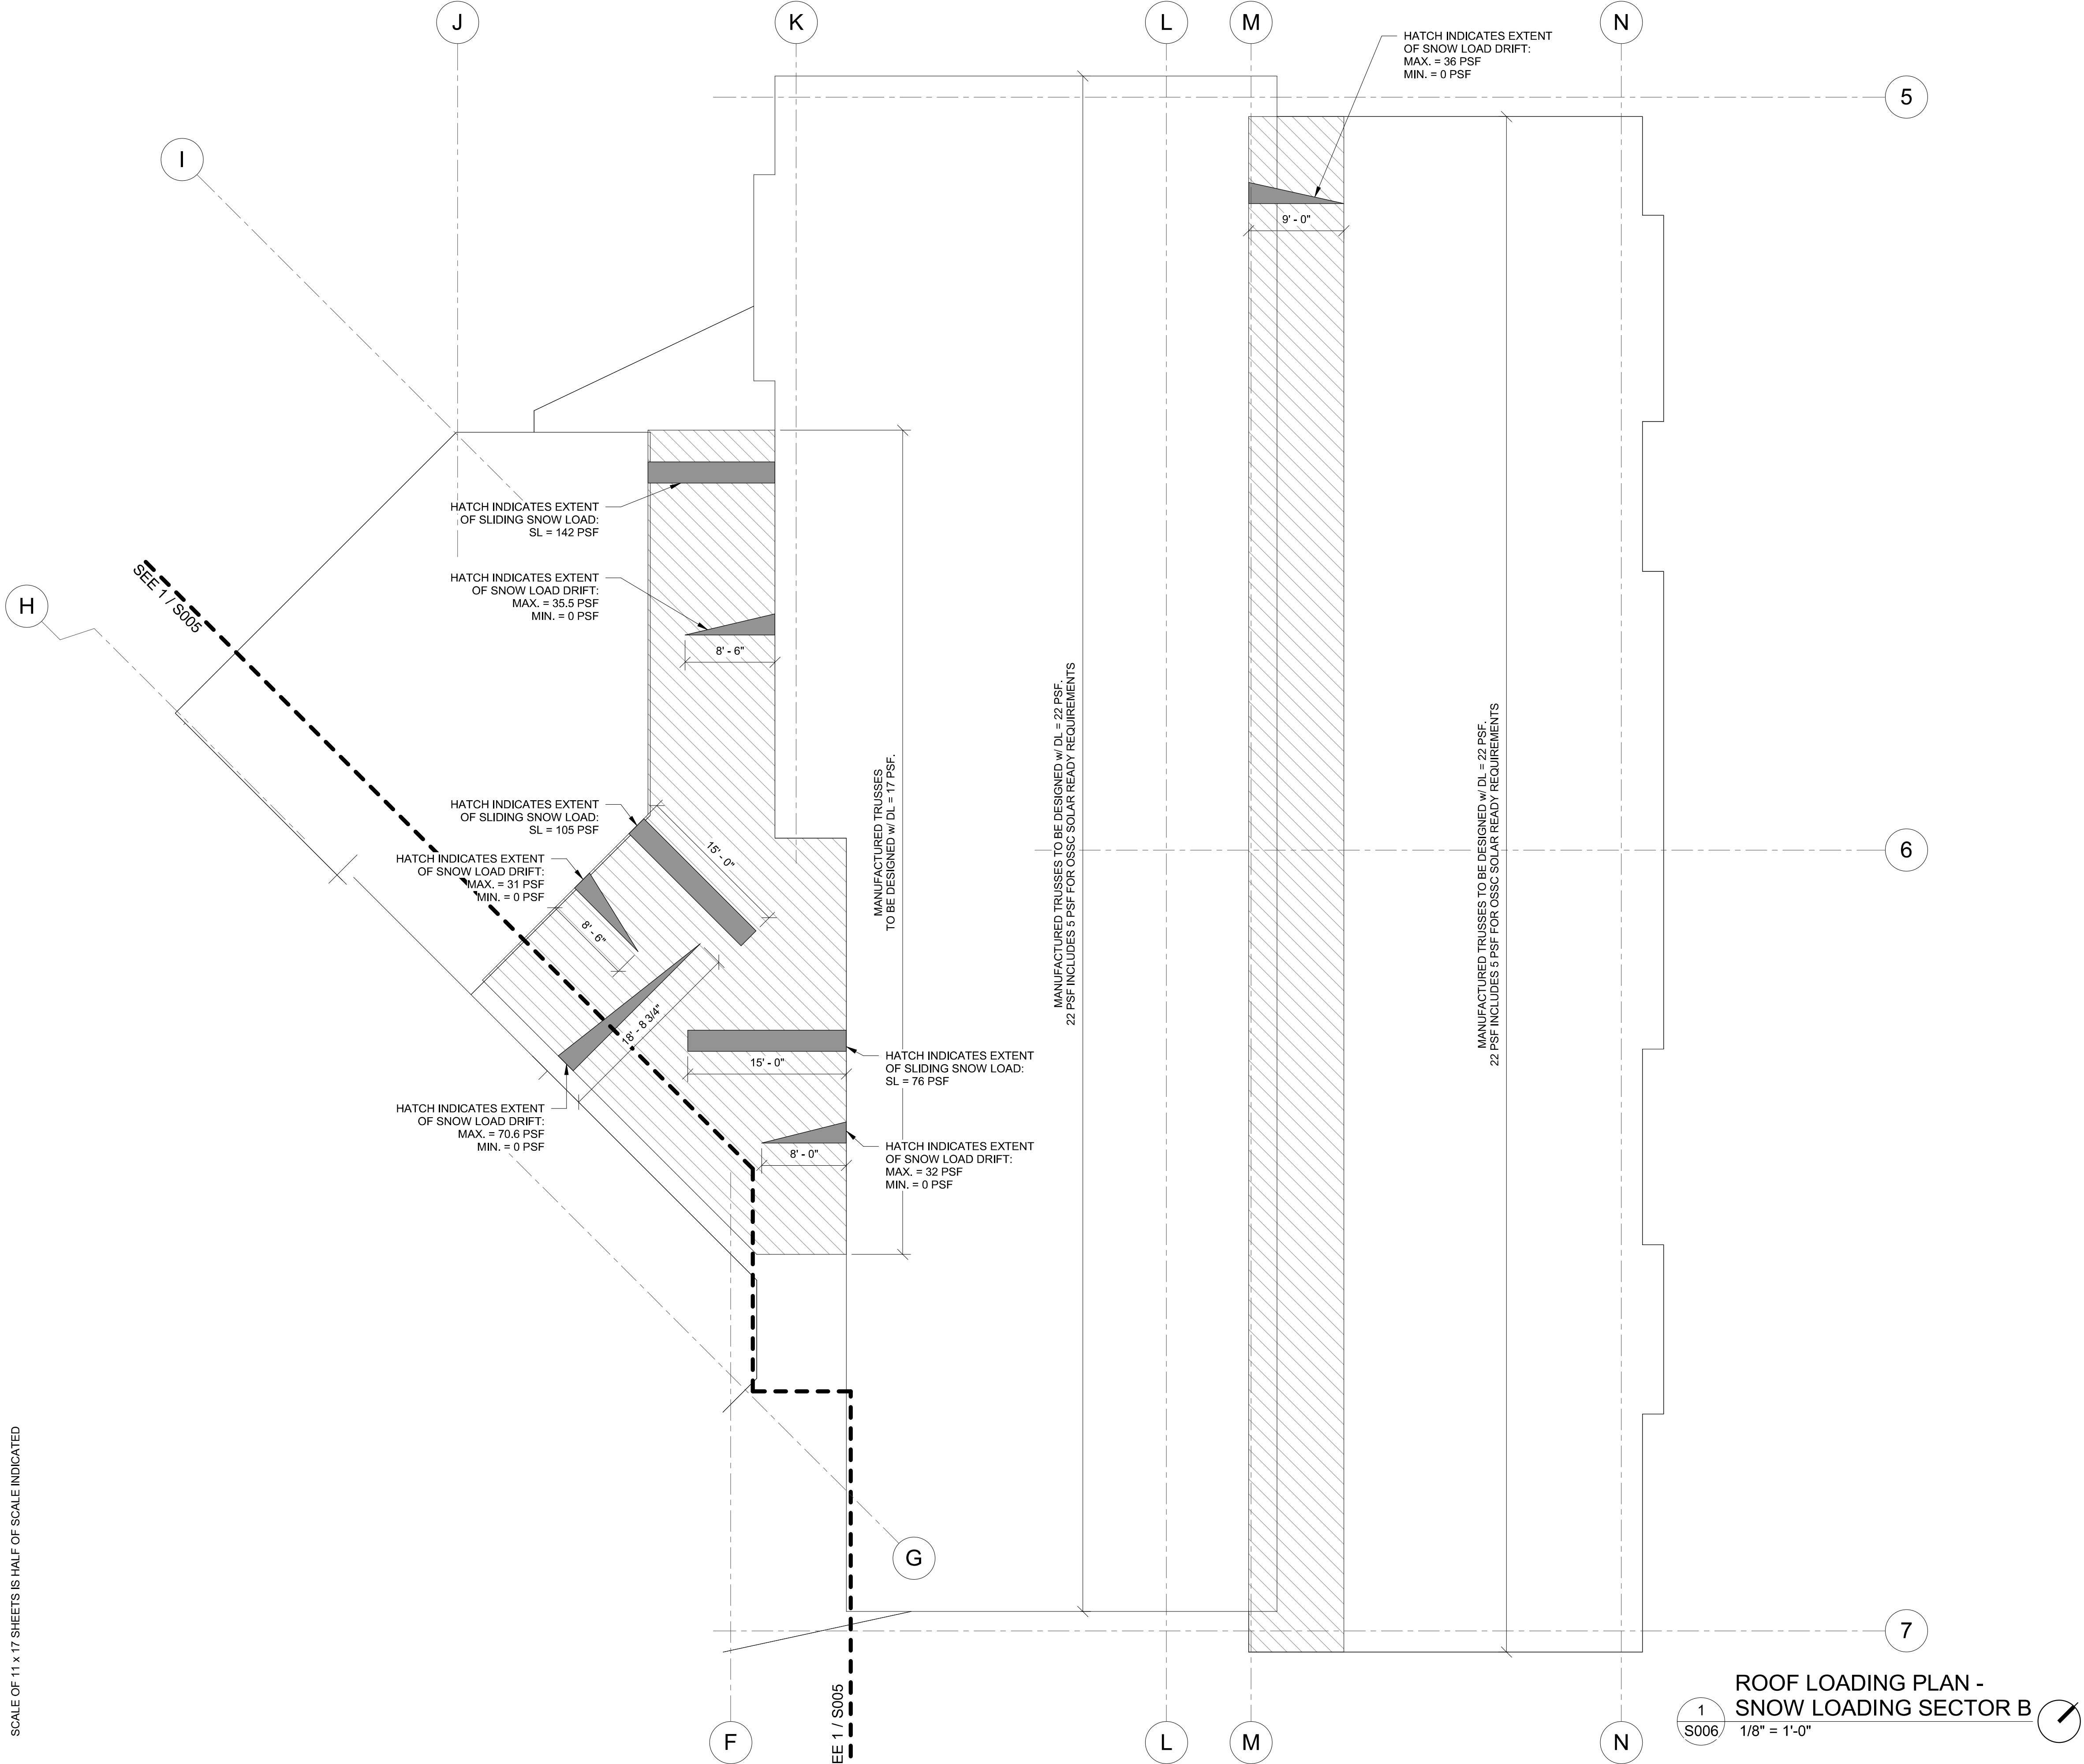 J
K
L
M
N
HATCH INDICATES EXTENT
OF SNOW LOAD DRIFT:
MAX. = 36 PSF
MIN. = 0 PSF
5
I
9' - 0"
HATCH INDICATES EXTENT
OF SLIDING SNOW LOAD:
SL = 142 PSF
HATCH INDICATES EXTENT
OF SNOW LOAD DRIFT:
MAX. = 35.5 PSF
MIN. = 0 PSF
8' - 6"
SEE 1 / S005
H
MANUFACTURED TRUSSES
TO BE DESIGNED w/ DL = 17 PSF.
MANUFACTURED TRUSSES TO BE DESIGNED w/ DL = 22 PSF.
22 PSF INCLUDES 5 PSF FOR OSSC SOLAR READY REQUIREMENTS
MANUFACTURED TRUSSES TO BE DESIGNED w/ DL = 22 PSF.
22 PSF INCLUDES 5 PSF FOR OSSC SOLAR READY REQUIREMENTS
HATCH INDICATES EXTENT
OF SLIDING SNOW LOAD:
SL = 105 PSF
15' - 0"
6
HATCH INDICATES EXTENT
OF SNOW LOAD DRIFT:
MAX. = 31 PSF
MIN. = 0 PSF
8' - 6"
18' - 8 3/4"
15' - 0"
HATCH INDICATES EXTENT
OF SLIDING SNOW LOAD:
SL = 76 PSF
HATCH INDICATES EXTENT
OF SNOW LOAD DRIFT:
MAX. = 70.6 PSF
MIN. = 0 PSF
8' - 0"
HATCH INDICATES EXTENT
OF SNOW LOAD DRIFT:
MAX. = 32 PSF
MIN. = 0 PSF
G
7
SCALE OF 11 x 17 SHEETS IS HALF OF SCALE INDICATED
EE 1 / S005
F
L
M
N
1
S006
ROOF LOADING PLAN -
SNOW LOADING SECTOR B
1/8" = 1'-0"